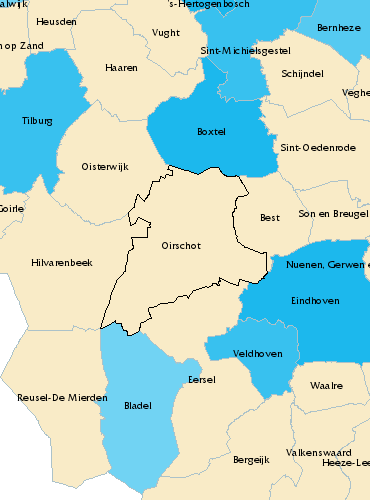 alwijk
's-Hertogenbosch
Heusden
Bernheze
Vught
n op Zand
Sint-Michielsgestel
Haaren
Schijndel
Veghe
Tilburg
Boxtel
Sint-Oedenrode
Oisterwijk
Goirle
Best
Son en Breugel
Oirschot
Hilvarenbeek
Nuenen, Gerwen e
Eindhoven
Veldhoven
Eersel
Waalre
Reusel-De Mierden
Bladel
Valkenswaard
Bergeijk
Heeze-Lee